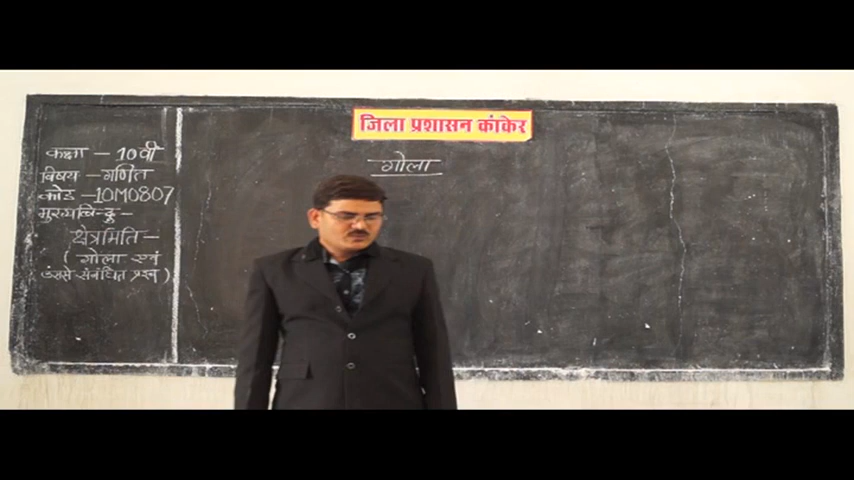 जिला प्रशासन कांकेर
गोला
कक्षा - 10वी
विषय - गणित
कोड - 10M0807
मुख्यबिन्दु -
क्षेत्रमिति -
( गोला एवं
उससे संबंधित प्रश्न )